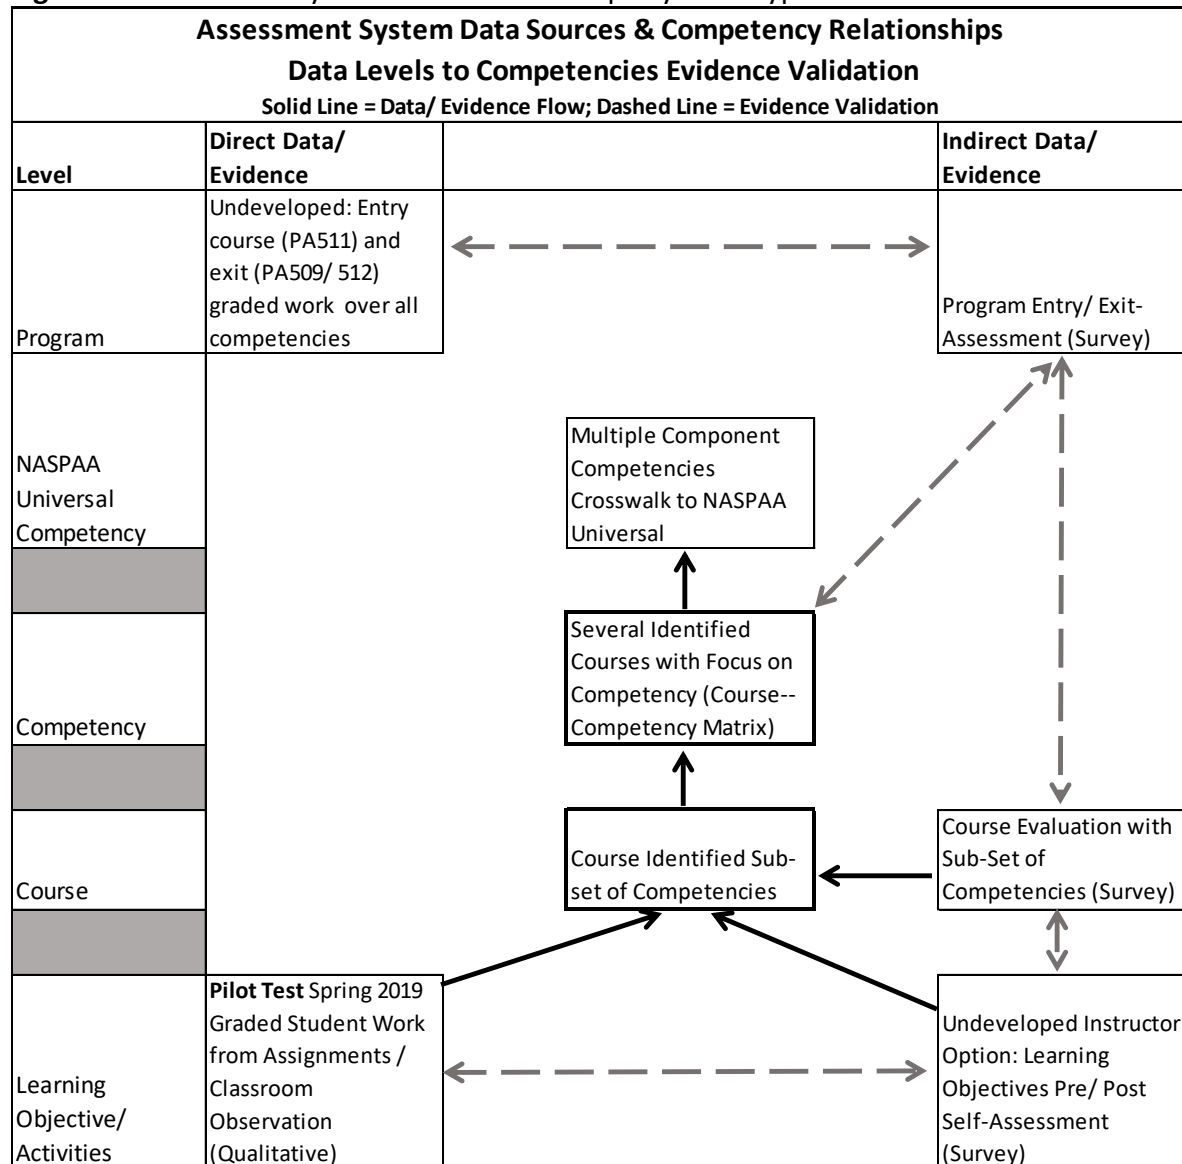 Assessment System Data Sources & Competency Relationships
Data Levels to Competencies Evidence Validation
Solid Line = Data/ Evidence Flow; Dashed Line = Evidence Validation
Level
Direct Data/
Evidence
Indirect Data/
Evidence
Program
Undeveloped: Entry
course (PA511) and
exit (PA509/ 512)
graded work over all
competencies
Program Entry/ Exit-
Assessment (Survey)
NASPAA
Universal
Competency
Multiple Component
Competencies
Crosswalk to NASPAA
Universal
Competency
Several Identified
Courses with Focus on
Competency (Course--
Competency Matrix)
Course
Course Identified Sub-
set of Competencies
Course Evaluation with
Sub-Set of
Competencies (Survey)
Learning
Objective/
Activities
Pilot Test Spring 2019
Graded Student Work
from Assignments /
Classroom
Observation
(Qualitative)
Undeveloped Instructor
Option: Learning
Objectives Pre/ Post
Self-Assessment
(Survey)